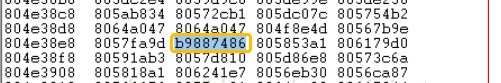 804e38c8 805ab834 80572cb1 805dc07c 805754b2
804e38d8 8064a047 8064a047 804f8e4d 80567b9e
804e38e8 8057fa9d b9887486 805853a1 806179d0
804e38f8 80591ab3 8057d810 805d86e8 80573c6a
804e3908 805818a1 806241e7 8056eb30 8056ca87